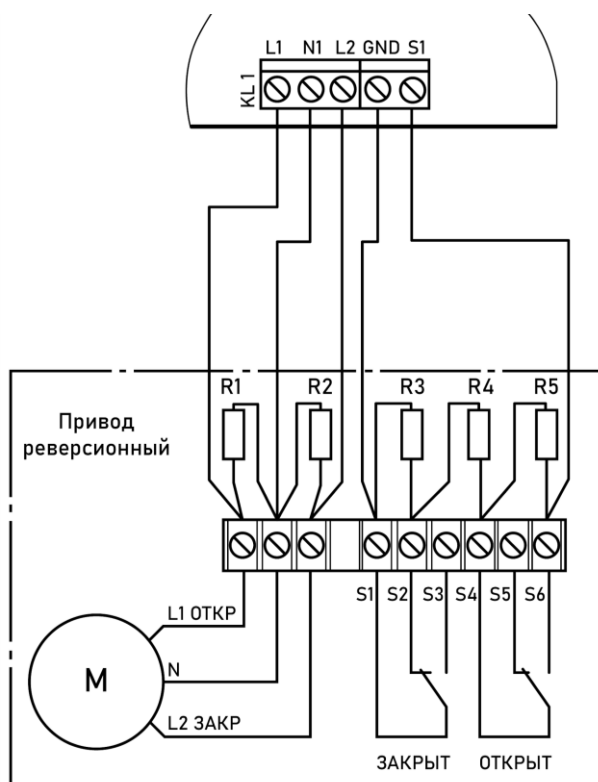 L1 N1 L2 GND S1
KL 1
R1 R2 R3 R4 R5
Привод
реверсионный
S1 S2 S3 S4 S5 S6
L1 ОТКР
M
N
L2 ЗАКР
ЗАКРЫТ ОТКРЫТ